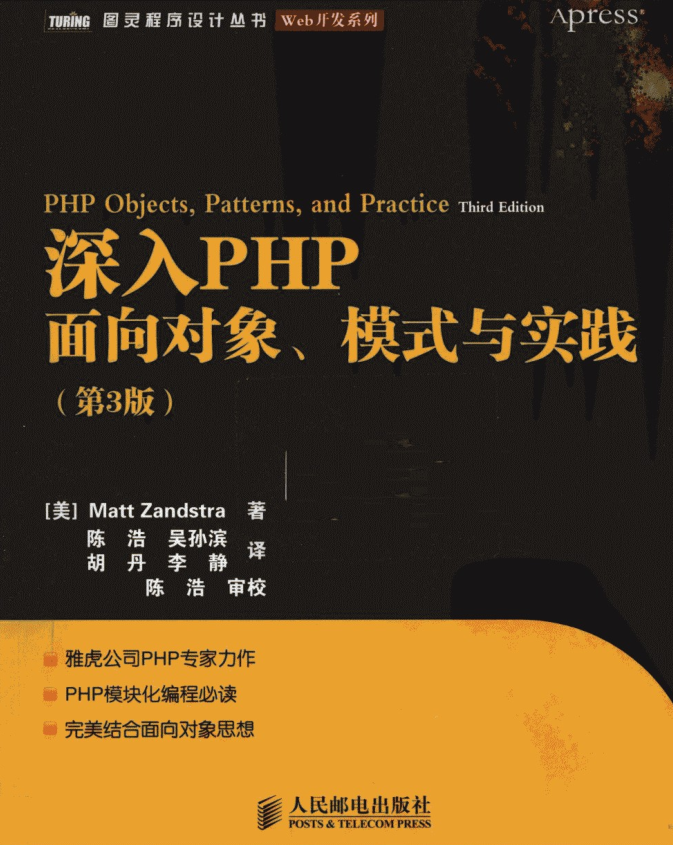 TURING 图灵程序设计丛书 Web开发系列
Apress®
PHP Objects, Patterns, and Practice Third Edition
深入PHP
面向对象、模式与实践
（第3版）
[美] Matt Zandstra 著
陈 浩 吴孙滨
胡 丹 李 静 译
陈 浩 审校
雅虎公司PHP专家力作
PHP模块化编程必读
完美结合面向对象思想
人民邮电出版社
POSTS & TELECOM PRESS